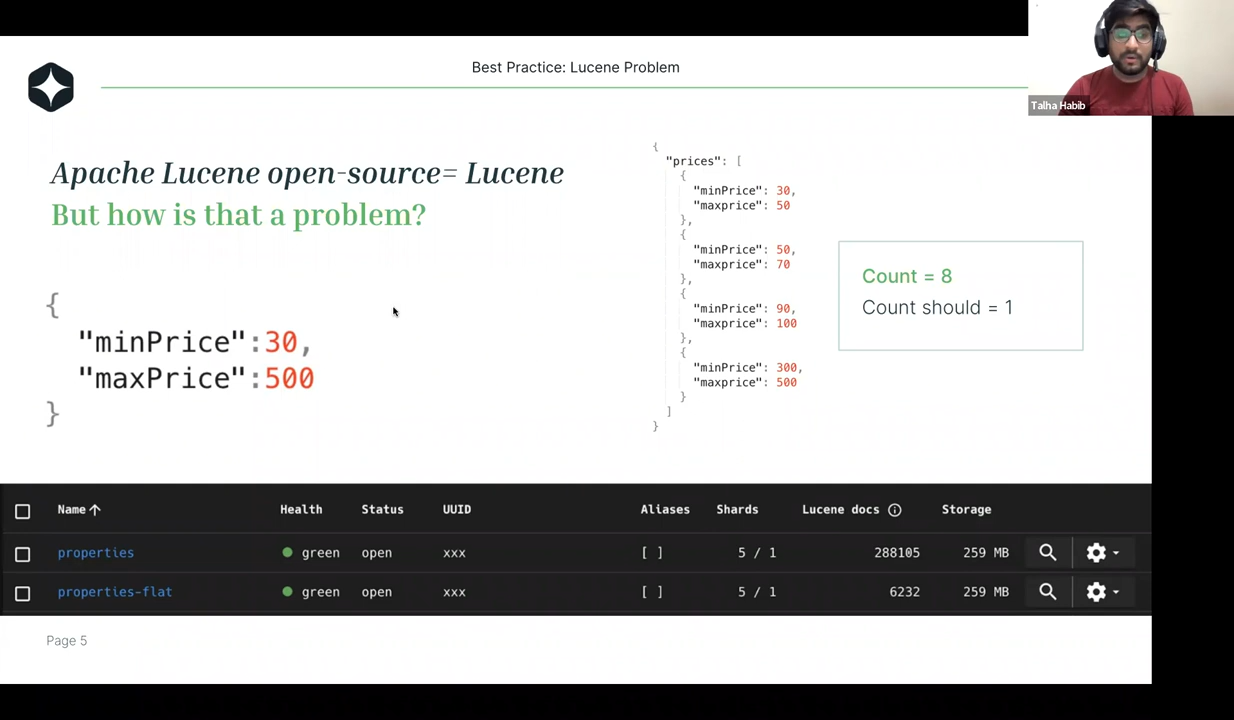 Best Practice: Lucene Problem
Talha Habib
Apache Lucene open-source= Lucene
But how is that a problem?
{
"minPrice":30,
"maxPrice":500
}
{
"prices": [
{
"minPrice": 30,
"maxprice": 50
},
{
"minPrice": 50,
"maxprice": 70
},
{
"minPrice": 90,
"maxprice": 100
},
{
"minPrice": 300,
"maxprice": 500
}
]
}
Count = 8
Count should = 1
Name Health Status UUID Aliases Shards Lucene docs Storage
properties green open xxx [ ] 5 / 1 288105 259 MB
properties-flat green open xxx [ ] 5 / 1 6232 259 MB
Page 5